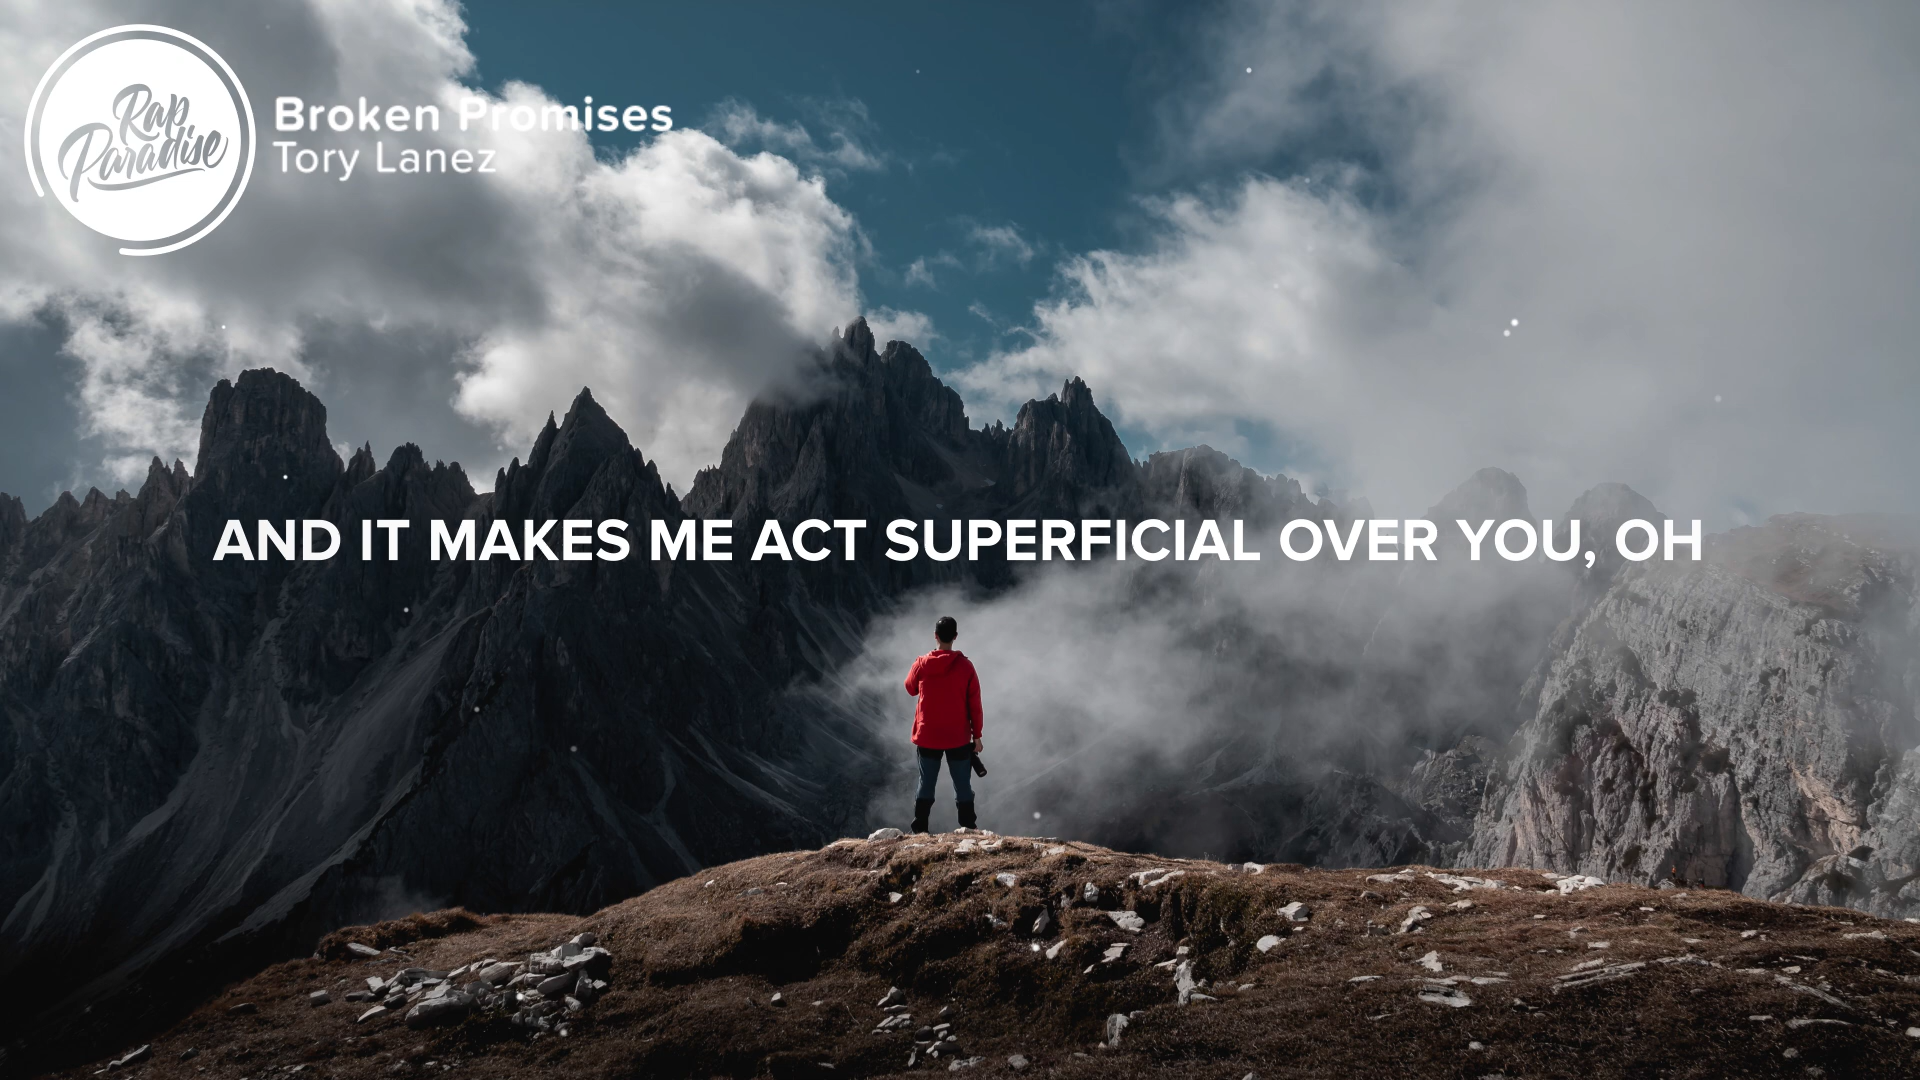 Rap
Paradise
Broken Promises
Tory Lanez
AND IT MAKES ME ACT SUPERFICIAL OVER YOU, OH